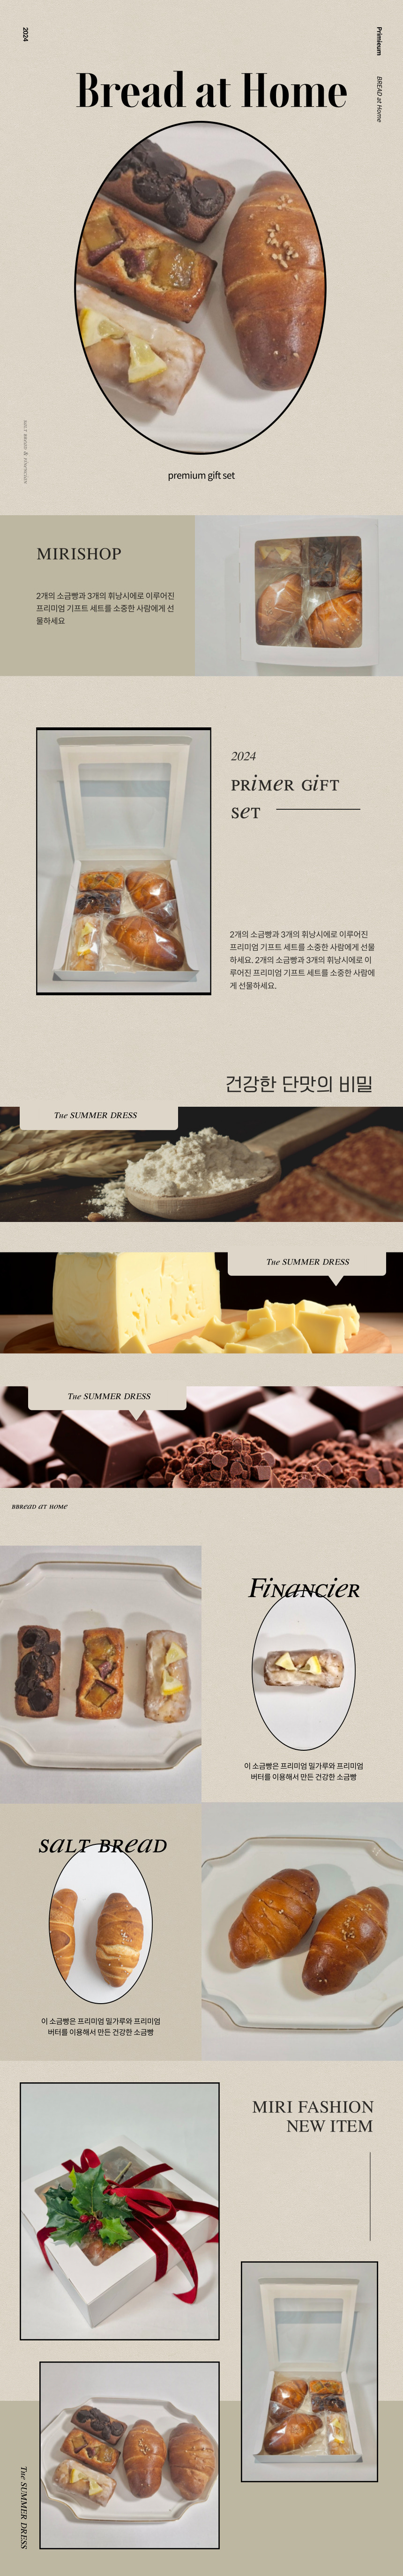 2024
Primieum
BREAD at Home
Bread at Home
SALT BREAD & FINANCIER
premium gift set
MIRISHOP
2개의 소금빵과 3개의 휘낭시에로 이루어진
프리미엄 기프트 세트를 소중한 사람에게 선
물하세요
2024
PRiMER GiFT
SeT
2개의 소금빵과 3개의 휘낭시에로 이루어진
프리미엄 기프트 세트를 소중한 사람에게 선물
하세요. 2개의 소금빵과 3개의 휘낭시에로 이
루어진 프리미엄 기프트 세트를 소중한 사람에
게 선물하세요.
건강한 단맛의 비밀
THe SUMMER DRESS
THe SUMMER DRESS
THe SUMMER DRESS
BBReaD aT HOMe
FiNaNCieR
이 소금빵은 프리미엄 밀가루와 프리미엄
버터를 이용해서 만든 건강한 소금빵
SaLT BReaD
이 소금빵은 프리미엄 밀가루와 프리미엄
버터를 이용해서 만든 건강한 소금빵
MIRI FASHION
NEW ITEM
THe SUMMER DRESS